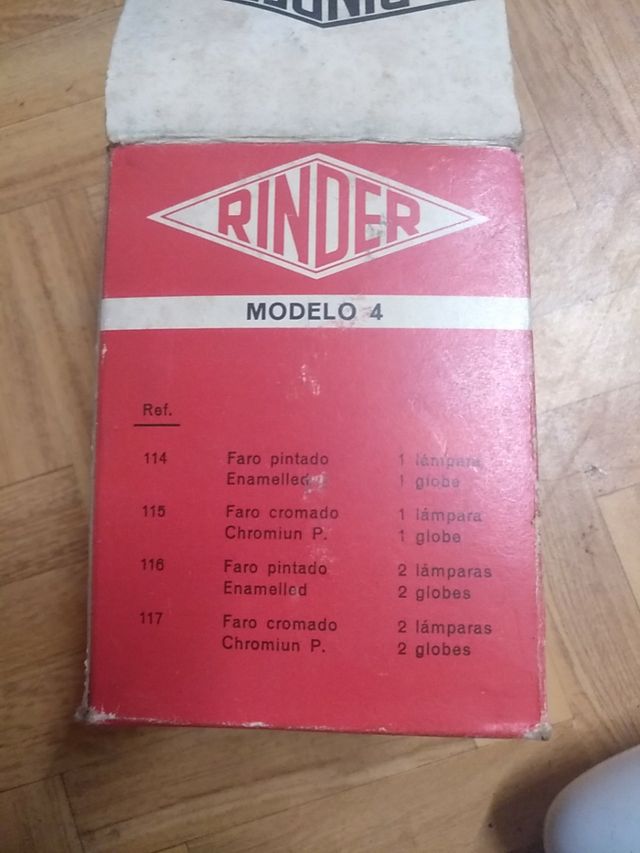 RINDER
MODELO 4
Ref.
114 Faro pintado 1 lámpara
Enamelled 1 globe
115 Faro cromado 1 lámpara
Chromiun P. 1 globe
116 Faro pintado 2 lámparas
Enamelled 2 globes
117 Faro cromado 2 lámparas
Chromiun P. 2 globes